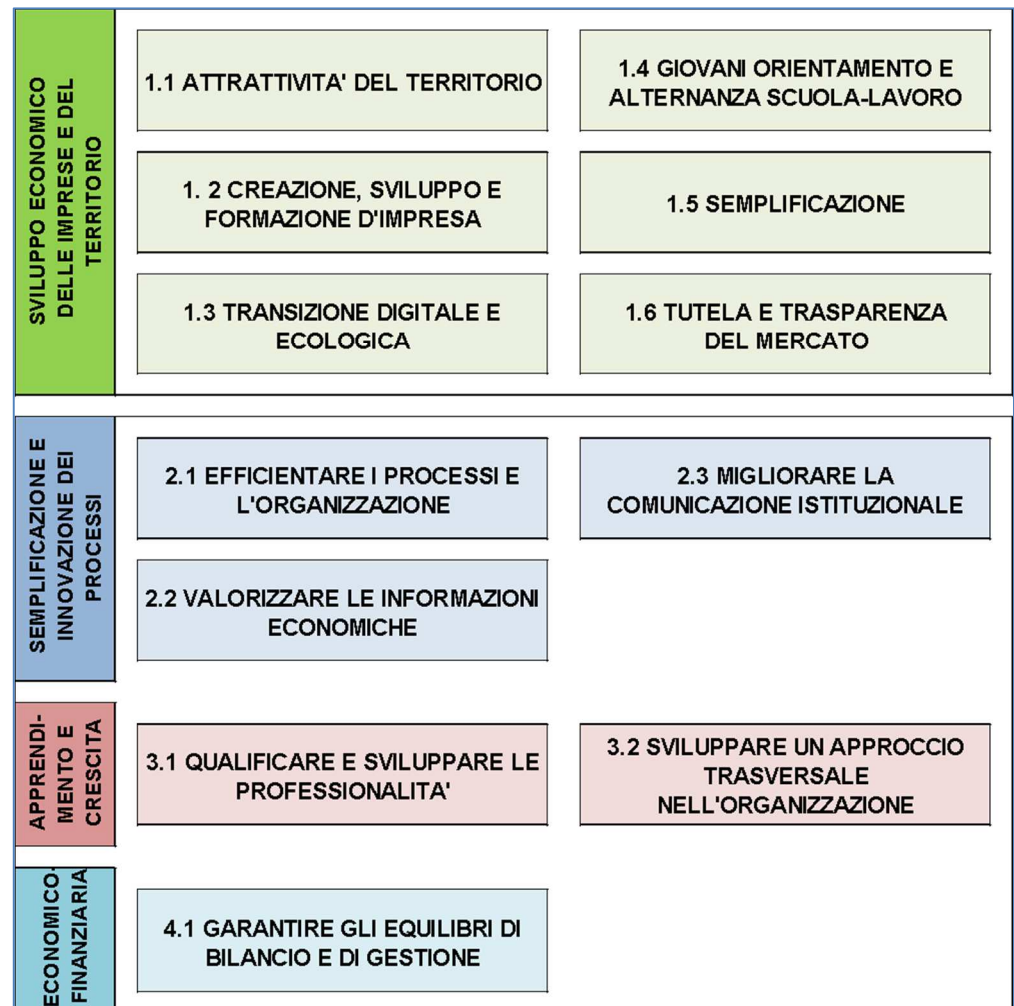 SVILUPPO ECONOMICO
DELLE IMPRESE E DEL
TERRITORIO
1.1 ATTRATTIVITA' DEL TERRITORIO
1.4 GIOVANI ORIENTAMENTO E
ALTERNANZA SCUOLA-LAVORO
1. 2 CREAZIONE, SVILUPPO E
FORMAZIONE D'IMPRESA
1.5 SEMPLIFICAZIONE
1.3 TRANSIZIONE DIGITALE E
ECOLOGICA
1.6 TUTELA E TRASPARENZA
DEL MERCATO
SEMPLIFICAZIONE E
INNOVAZIONE DEI
PROCESSI
2.1 EFFICIENTARE I PROCESSI E
L'ORGANIZZAZIONE
2.3 MIGLIORARE LA
COMUNICAZIONE ISTITUZIONALE
2.2 VALORIZZARE LE INFORMAZIONI
ECONOMICHE
APPRENDI-
MENTO E
CRESCITA
3.1 QUALIFICARE E SVILUPPARE LE
PROFESSIONALITA'
3.2 SVILUPPARE UN APPROCCIO
TRASVERSALE
NELL'ORGANIZZAZIONE
ECONOMICO-
FINANZIARIA
4.1 GARANTIRE GLI EQUILIBRI DI
BILANCIO E DI GESTIONE